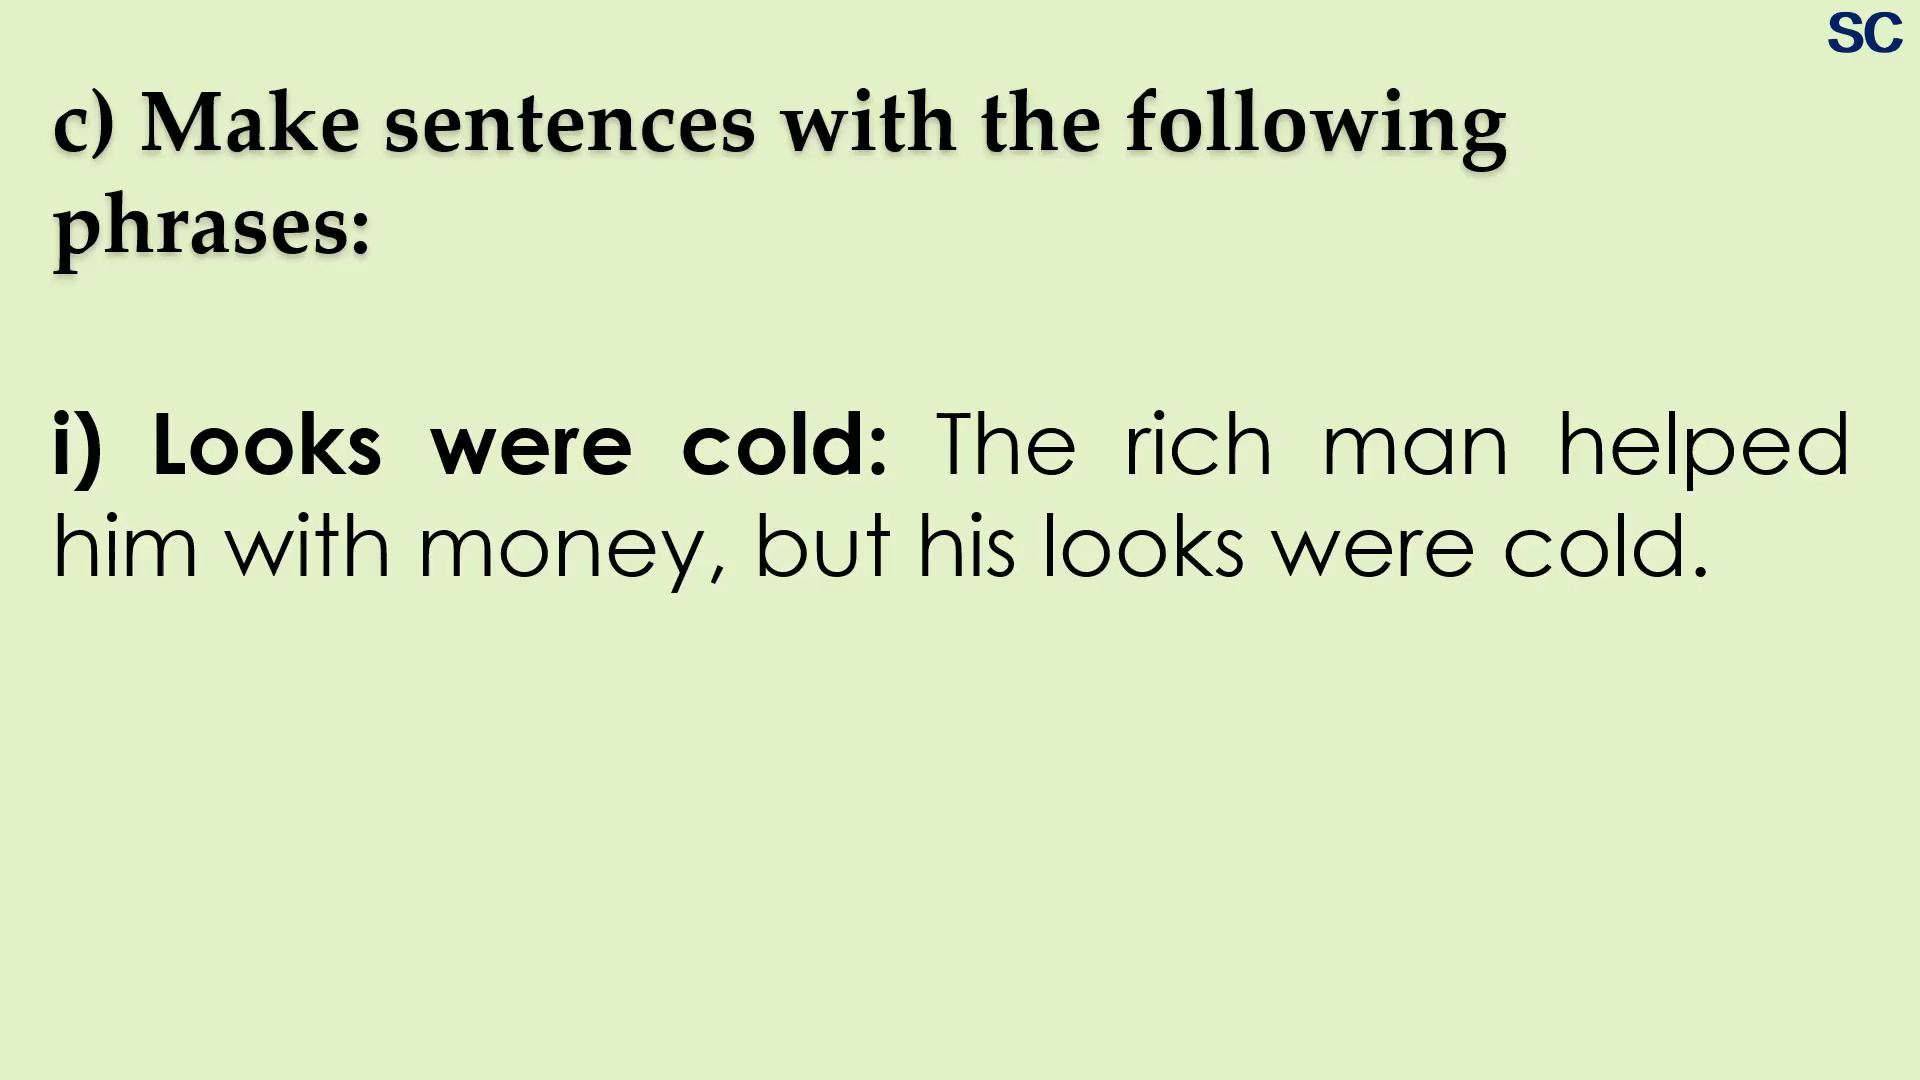 SC
c) Make sentences with the following
phrases:
i) Looks were cold: The rich man helped
him with money, but his looks were cold.